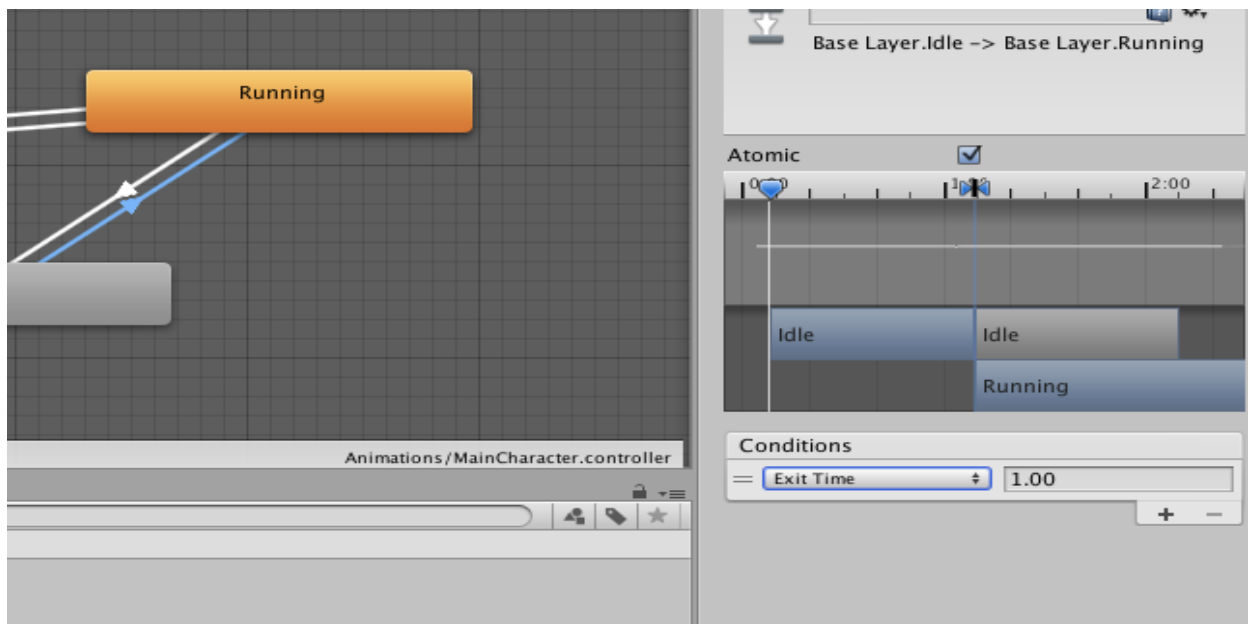 Base Layer.Idle -> Base Layer.Running
Running
Atomic
2:00
Idle
Idle
Running
Conditions
Exit Time
1.00
Animations/MainCharacter.controller